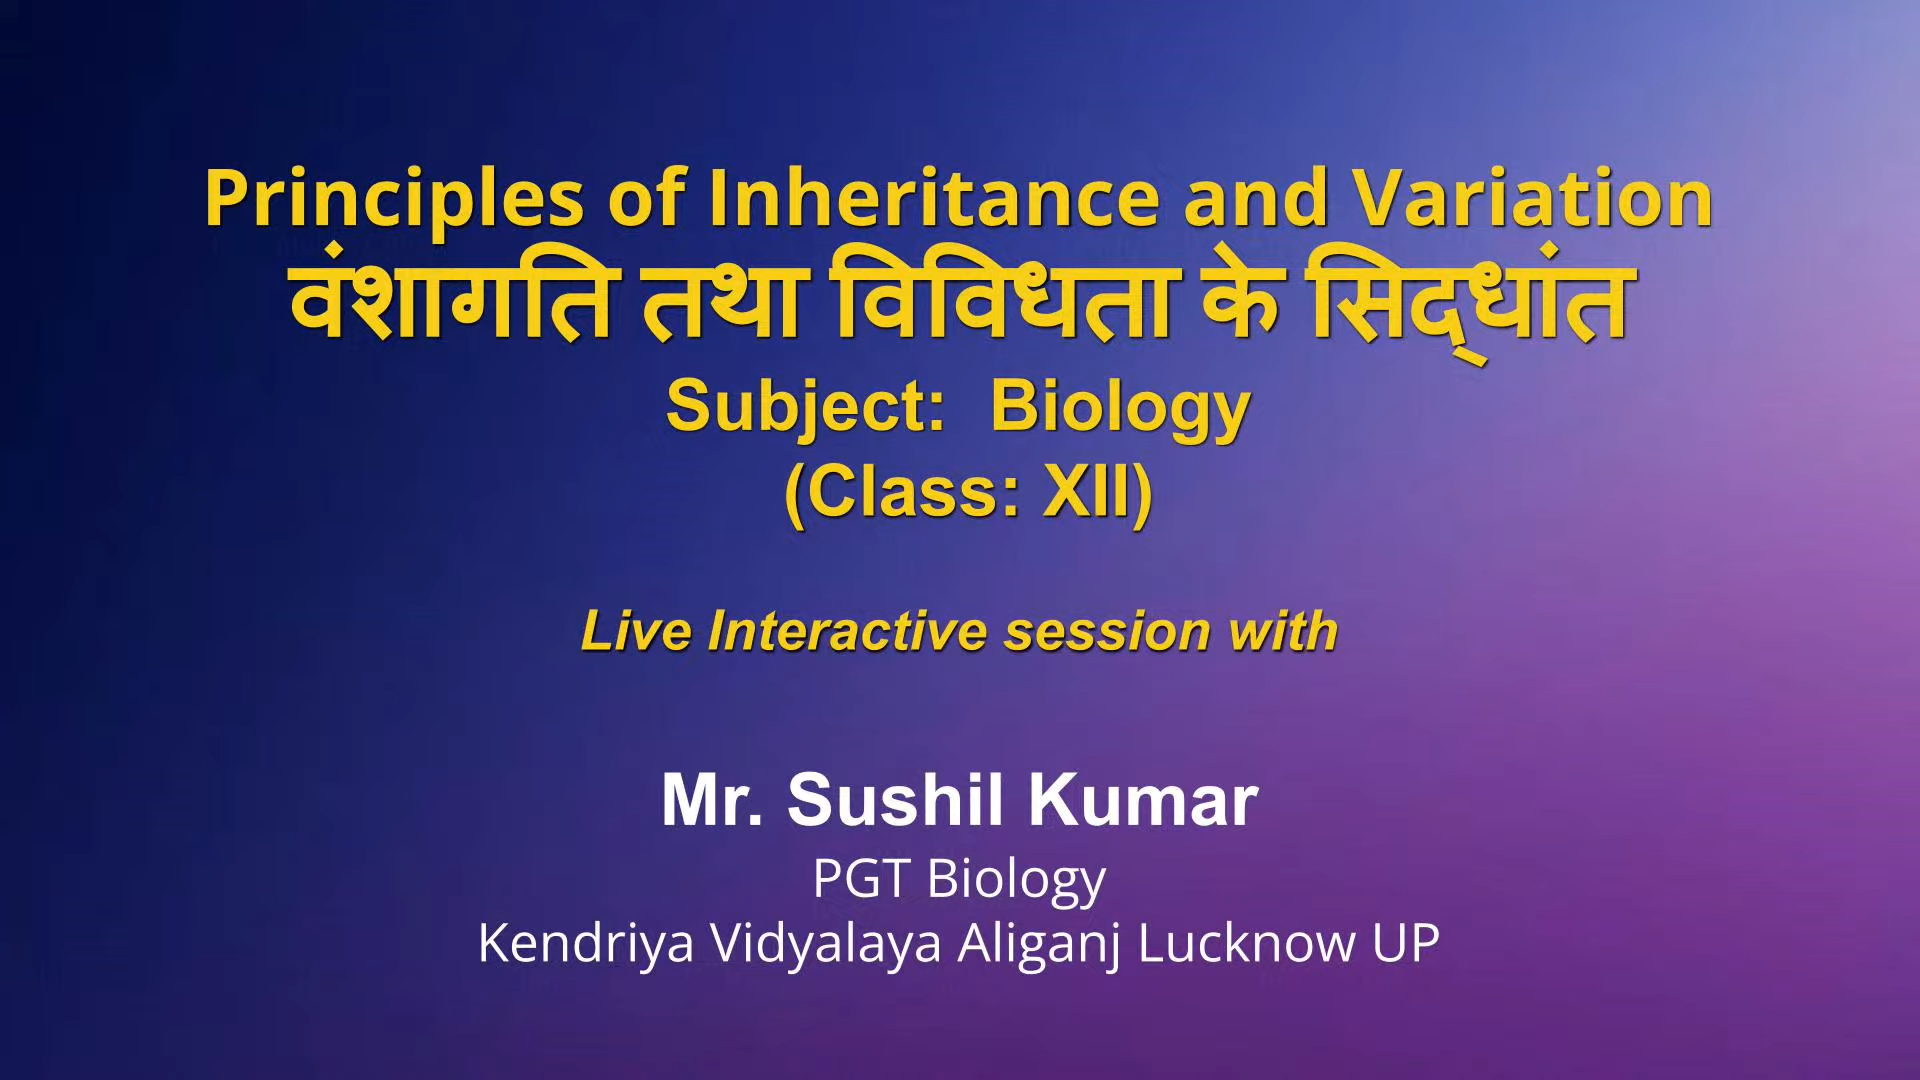 Principles of Inheritance and Variation
वंशागति तथा विविधता के सिद्धांत
Subject:  Biology
(Class: XII)
Live Interactive session with
Mr. Sushil Kumar
PGT Biology
Kendriya Vidyalaya Aliganj Lucknow UP